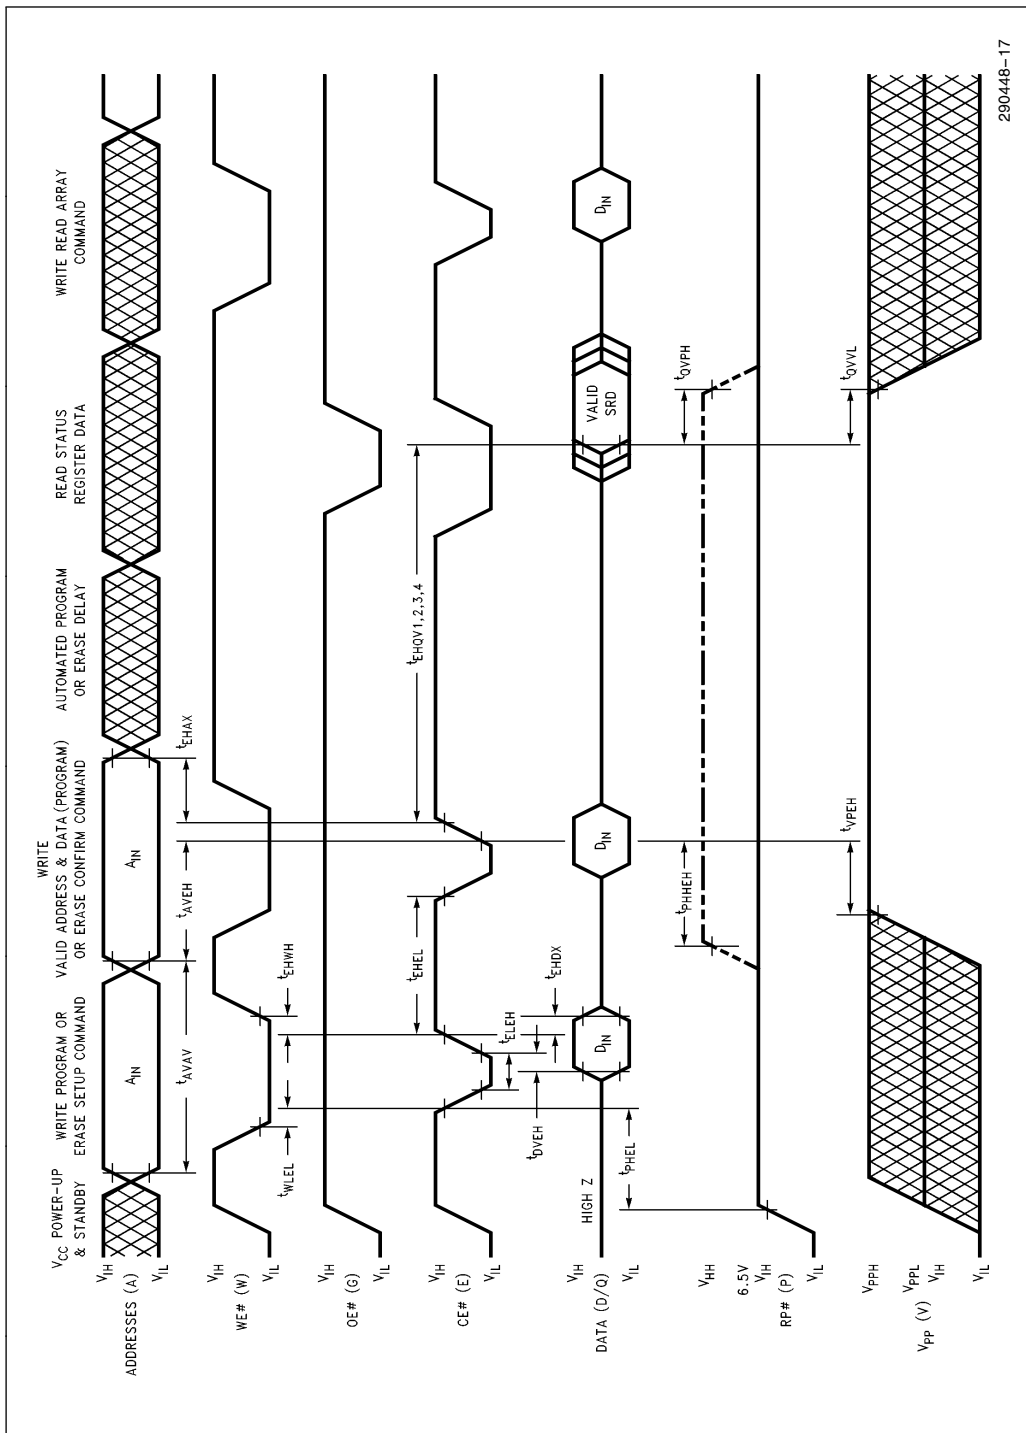 V_CC POWER-UP
& STANDBY
WRITE PROGRAM OR
ERASE SETUP COMMAND
WRITE
VALID ADDRESS & DATA (PROGRAM)
OR ERASE CONFIRM COMMAND
AUTOMATED PROGRAM
OR ERASE DELAY
READ STATUS
REGISTER DATA
WRITE READ ARRAY
COMMAND
ADDRESSES (A)
V_IH
V_IL
A_IN
A_IN
t_AVAV
t_AVEH
t_EHAX
WE# (W)
V_IH
V_IL
t_WLEL
t_EHWH
OE# (G)
V_IH
V_IL
t_EHEL
t_EHQV1,2,3,4
CE# (E)
V_IH
V_IL
t_ELEH
t_DVEH
t_EHDX
DATA (D/Q)
V_IH
V_IL
HIGH Z
D_IN
D_IN
VALID
SRD
D_IN
t_PHEL
t_PHHEH
t_QVPH
V_HH
6.5V
V_IH
V_IL
RP# (P)
t_VPEH
t_QVVL
V_PP (V)
V_PPH
V_PPL
V_IH
V_IL
290448-17